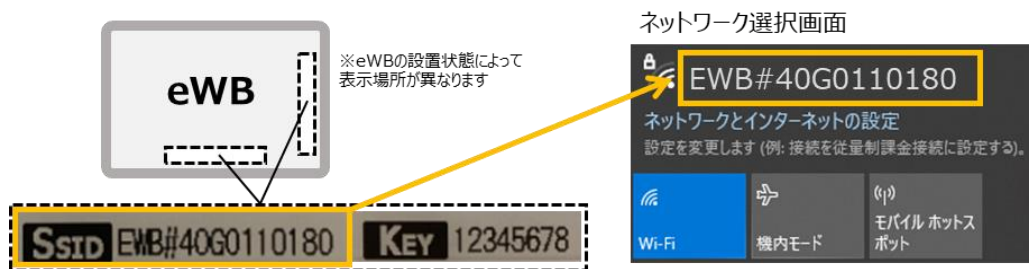 ネットワーク選択画面
eWB
※eWBの設置状態によって
表示場所が異なります
EWB#40G0110180
ネットワークとインターネットの設定
設定を変更します (例: 接続を従量制課金接続に設定する)。
Wi-Fi
機内モード
モバイル ホットス
ポット
SSID EWB#40G0110180 KEY 12345678